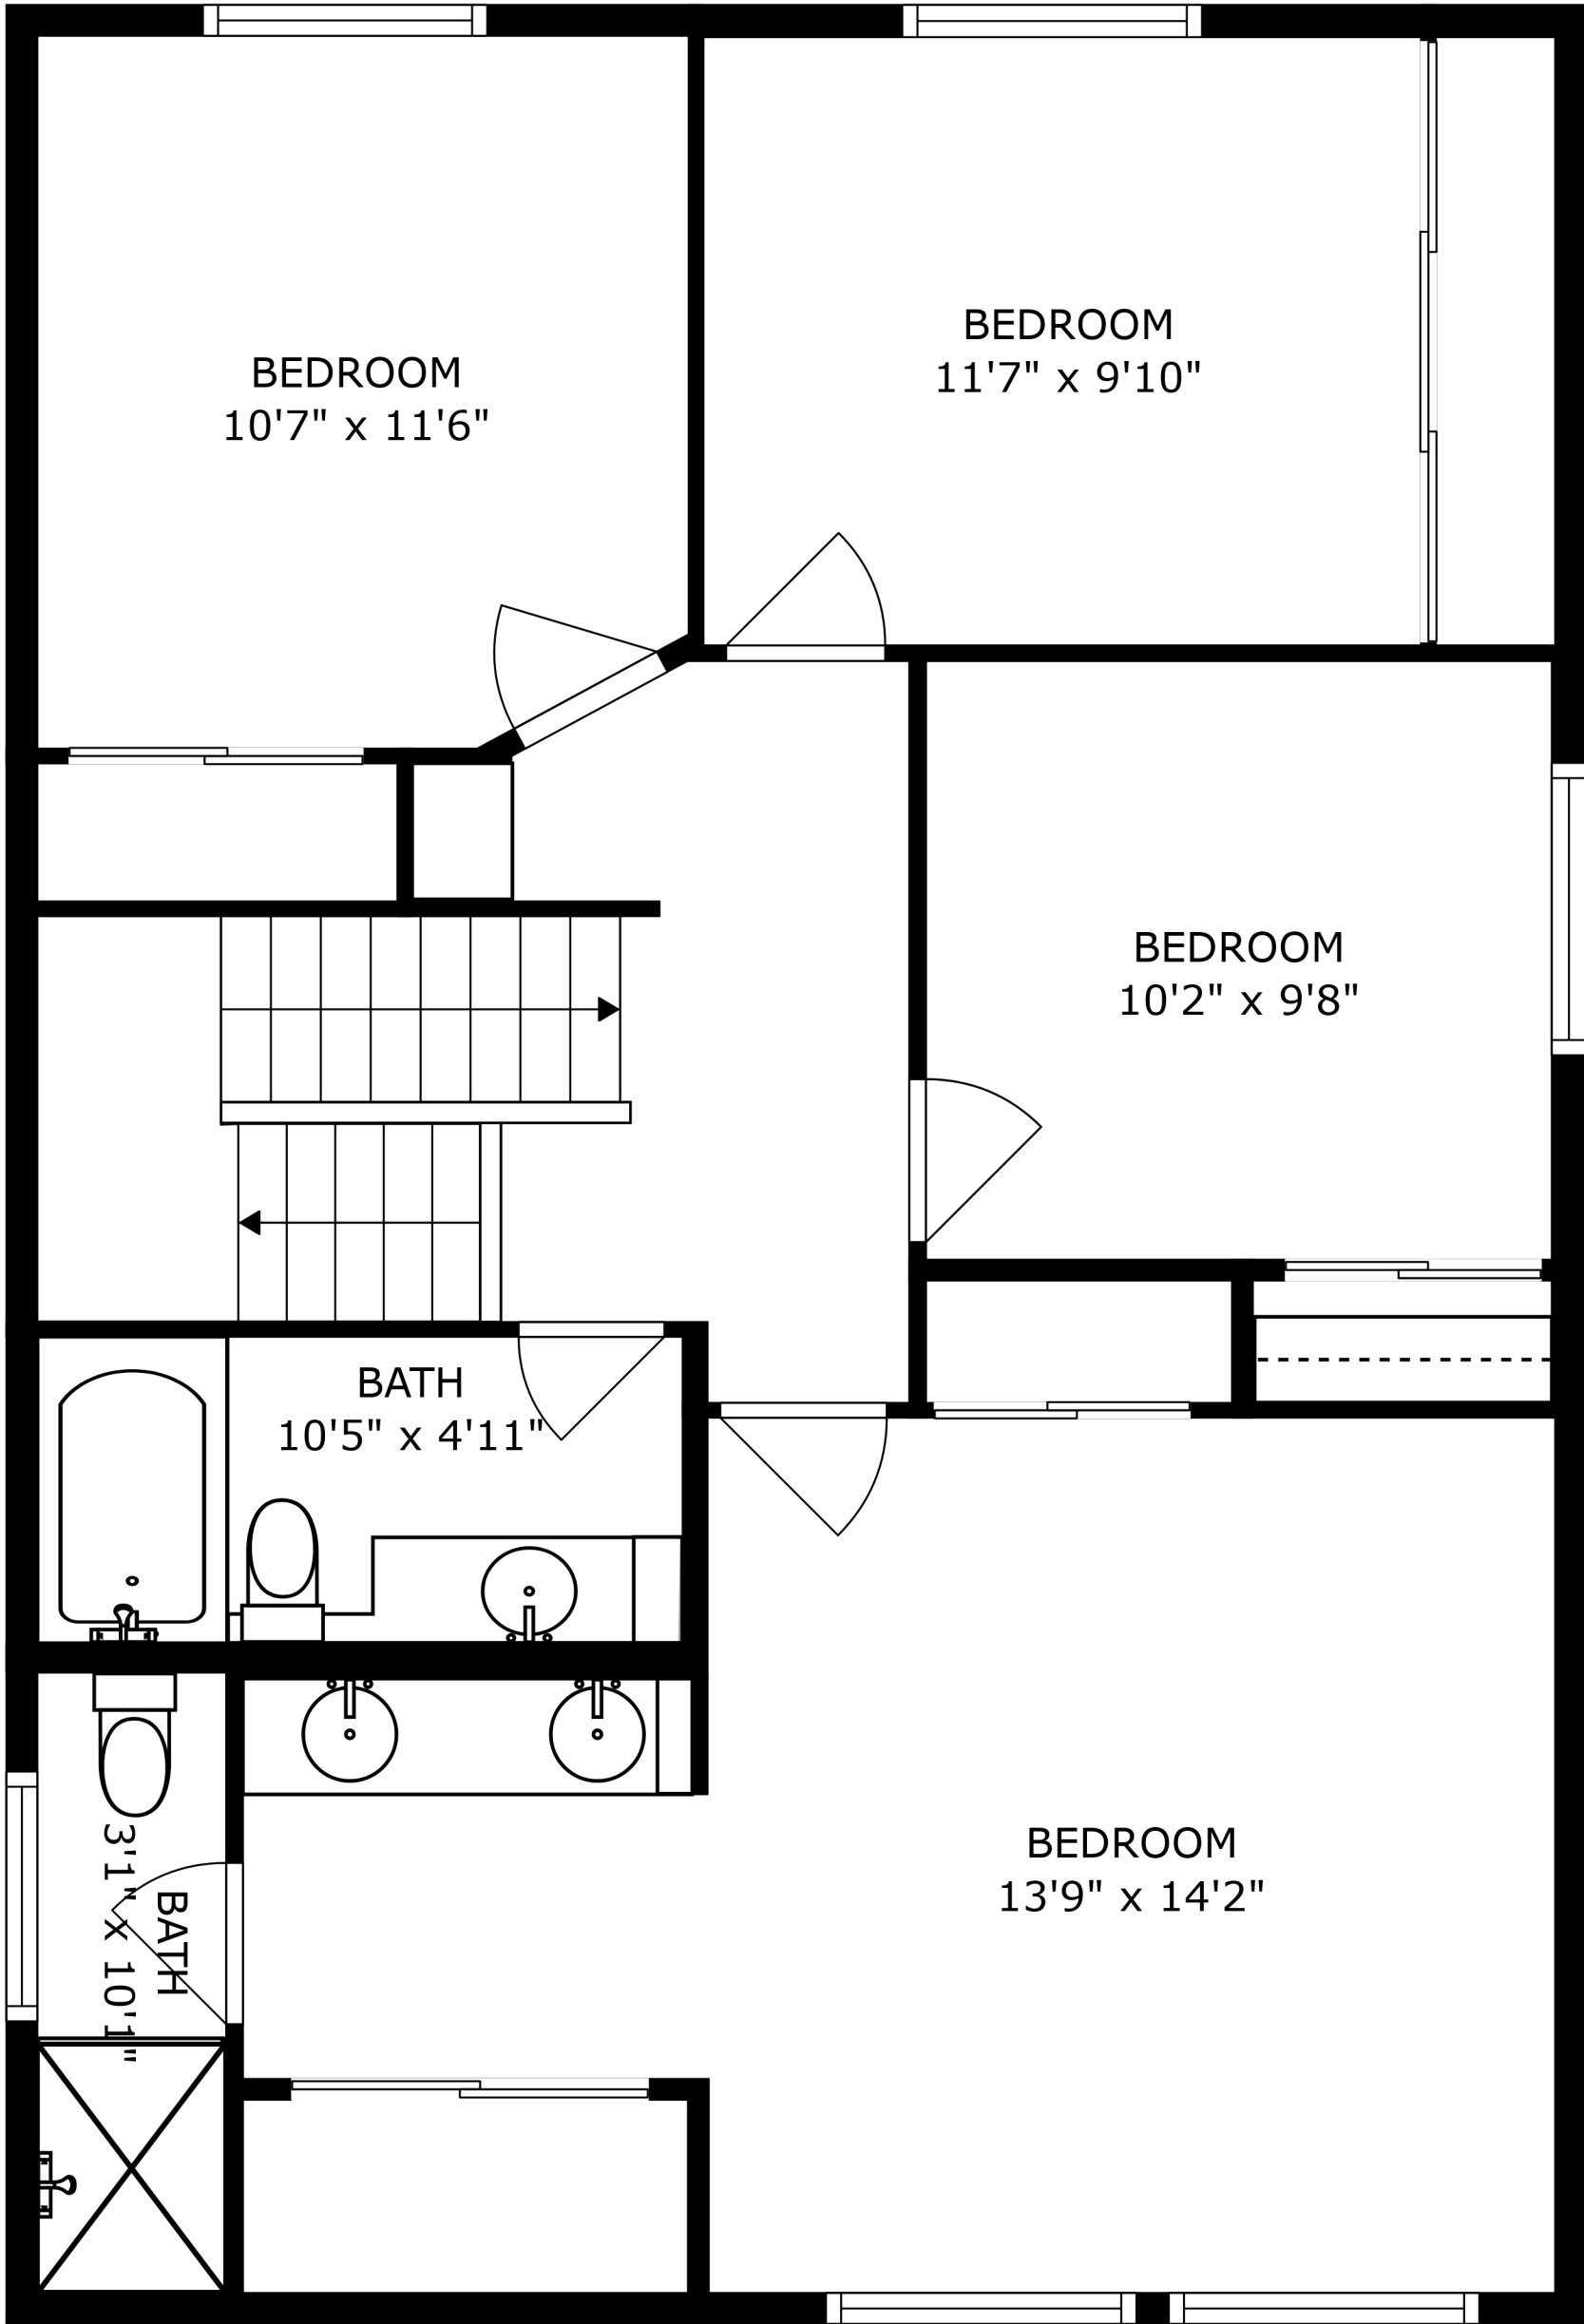 BEDROOM
11'7" x 9'10"
BEDROOM
10'7" x 11'6"
BEDROOM
10'2" x 9'8"
BATH
10'5" x 4'11"
BEDROOM
13'9" x 14'2"
BATH
3'1" x 10'1"